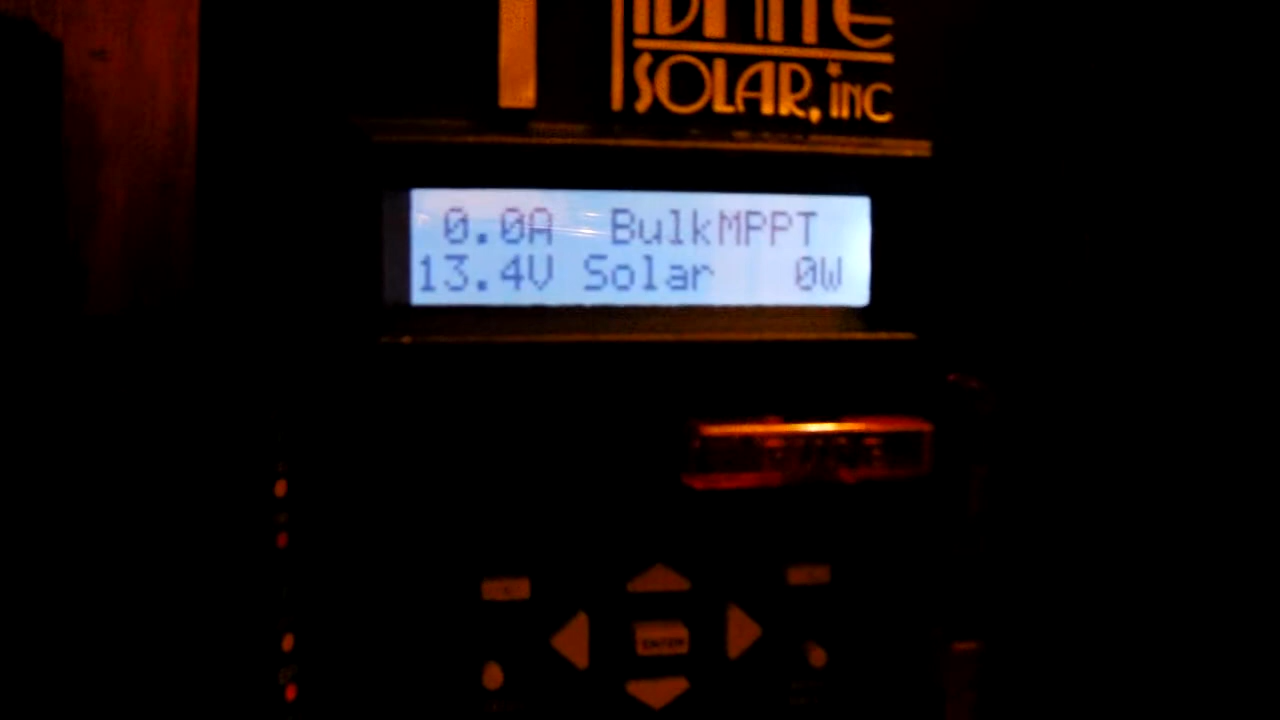 SOLAR, inc
0.0A BulkMPPT
13.4V Solar 0W
ENTER